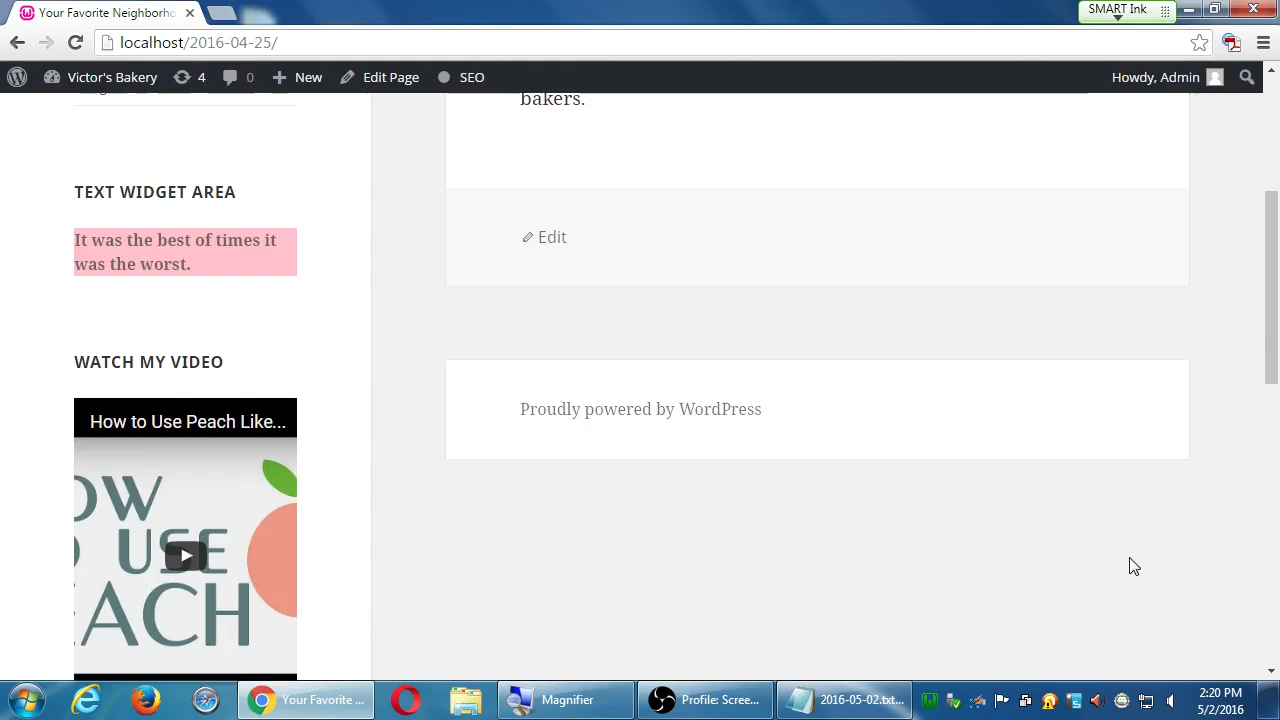 Your Favorite Neighborho
SMART Ink
localhost/2016-04-25/
Victor's Bakery
4
0
New
Edit Page
SEO
Howdy, Admin
bakers.
TEXT WIDGET AREA
It was the best of times it
was the worst.
Edit
WATCH MY VIDEO
How to Use Peach Like...
Proudly powered by WordPress
OW
USE
EACH
Your Favorite ...
Magnifier
Profile: Scree...
2016-05-02.txt...
2:20 PM
5/2/2016